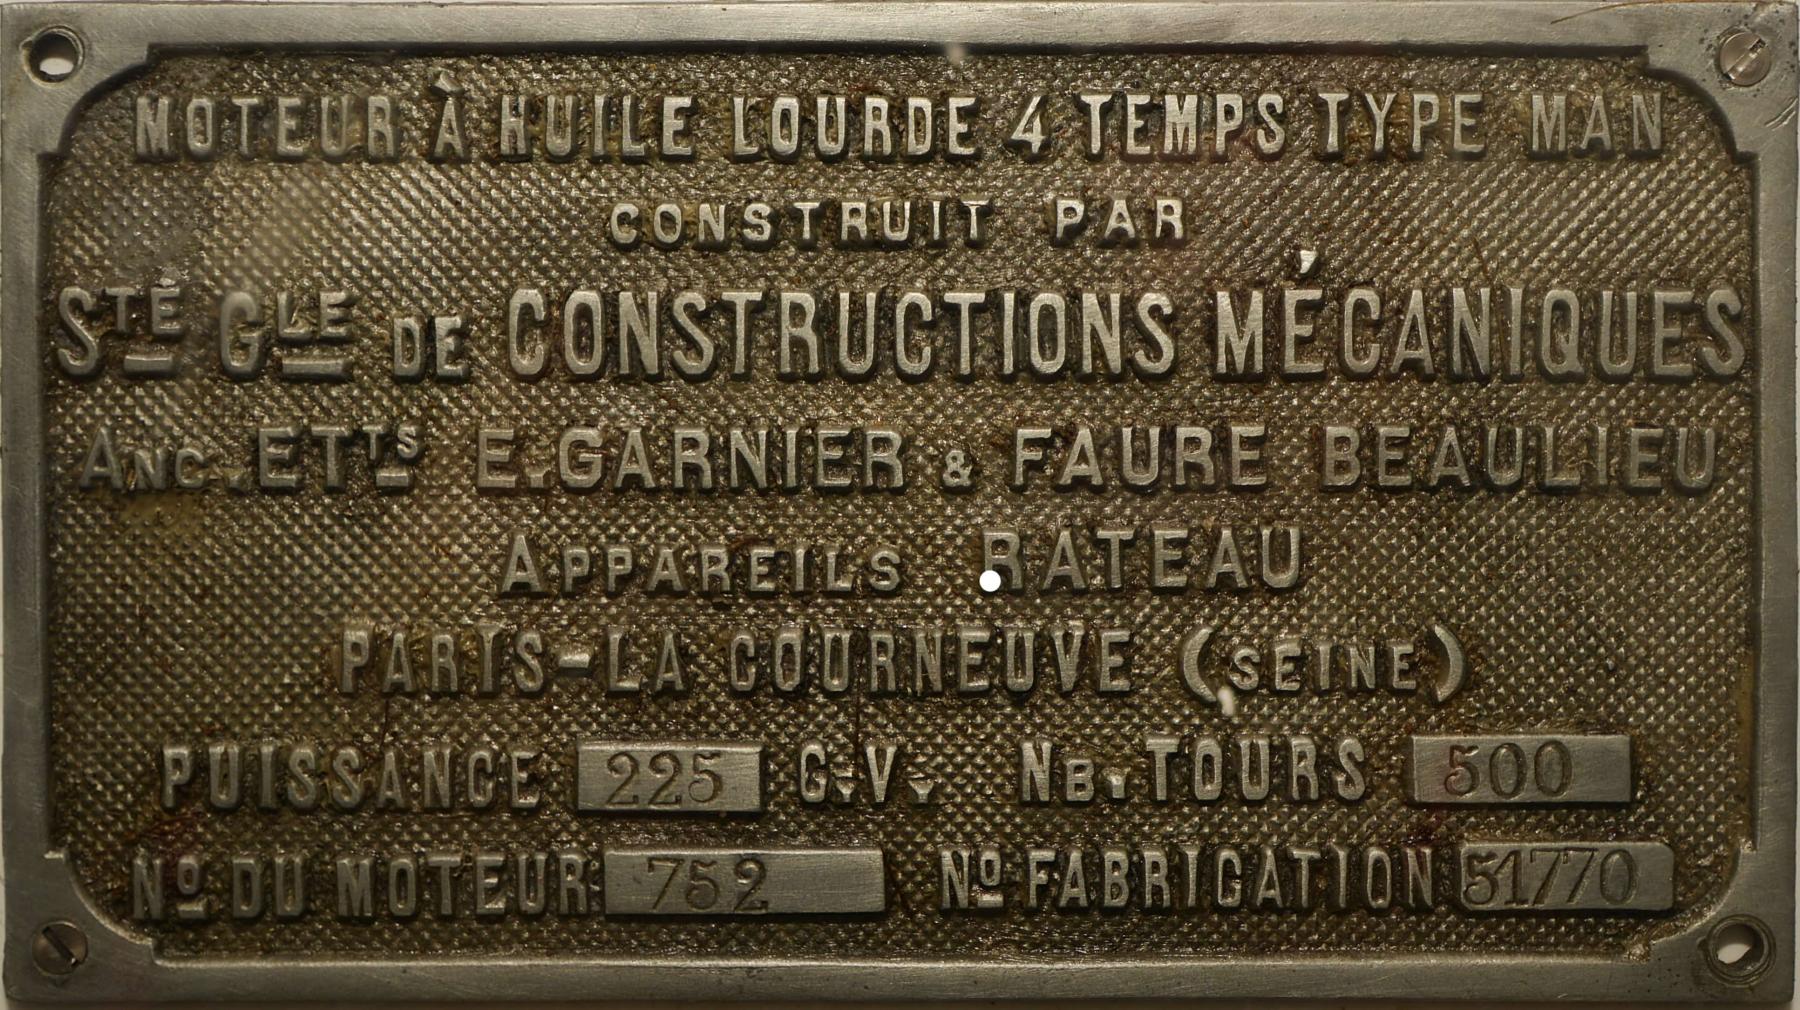 MOTEUR À HUILE LOURDE 4 TEMPS TYPE MAN
CONSTRUIT PAR
STÉ GLE DE CONSTRUCTIONS MÉCANIQUES
ANC. ETTS E. GARNIER & FAURE BEAULIEU
APPAREILS RATEAU
PARIS-LA COURNEUVE (SEINE)
PUISSANCE 225 G.V. NB. TOURS 500
No DU MOTEUR 752 No FABRICATION 51770